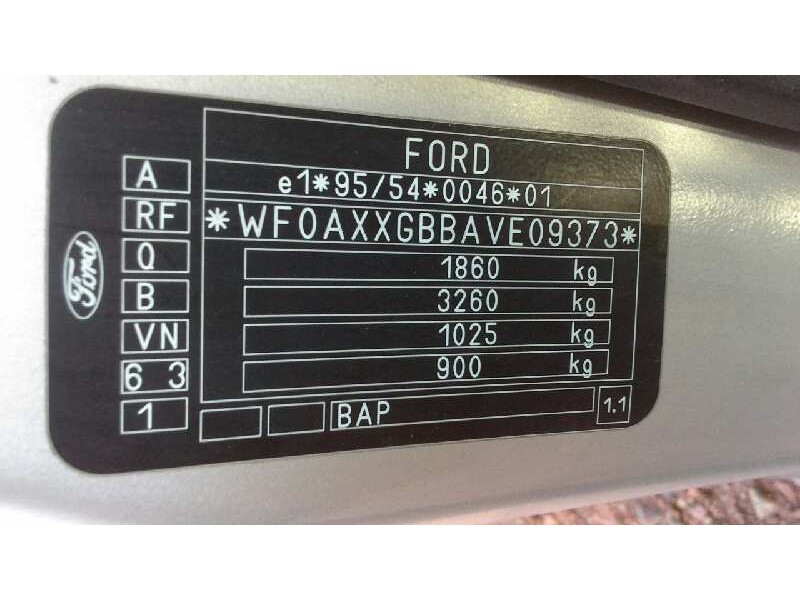 FORD
e1*95/54*0046*01
*WF0AXXGBBAVE09373*
1860 kg
3260 kg
1025 kg
900 kg
BAP
1.1
A
RF
Q
B
VN
6 3
1
Ford